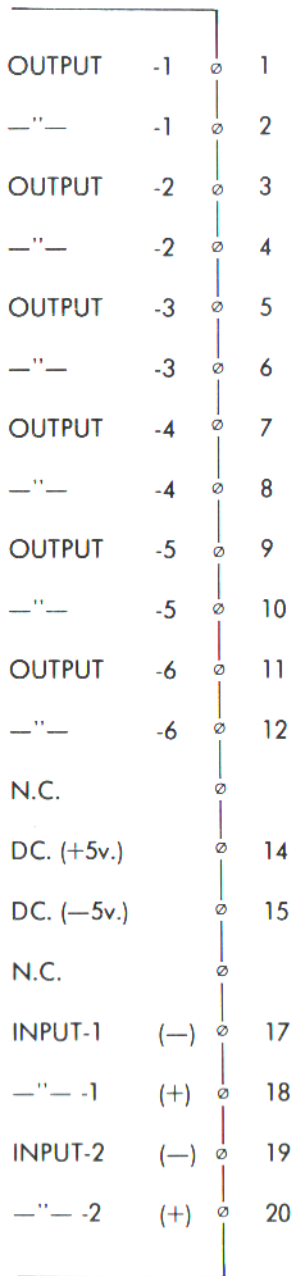 OUTPUT -1 ⌀ 1
—"— -1 ⌀ 2
OUTPUT -2 ⌀ 3
—"— -2 ⌀ 4
OUTPUT -3 ⌀ 5
—"— -3 ⌀ 6
OUTPUT -4 ⌀ 7
—"— -4 ⌀ 8
OUTPUT -5 ⌀ 9
—"— -5 ⌀ 10
OUTPUT -6 ⌀ 11
—"— -6 ⌀ 12
N.C. ⌀
DC. (+5v.) ⌀ 14
DC. (—5v.) ⌀ 15
N.C. ⌀
INPUT-1 (—) ⌀ 17
—"— -1 (+) ⌀ 18
INPUT-2 (—) ⌀ 19
—"— -2 (+) ⌀ 20